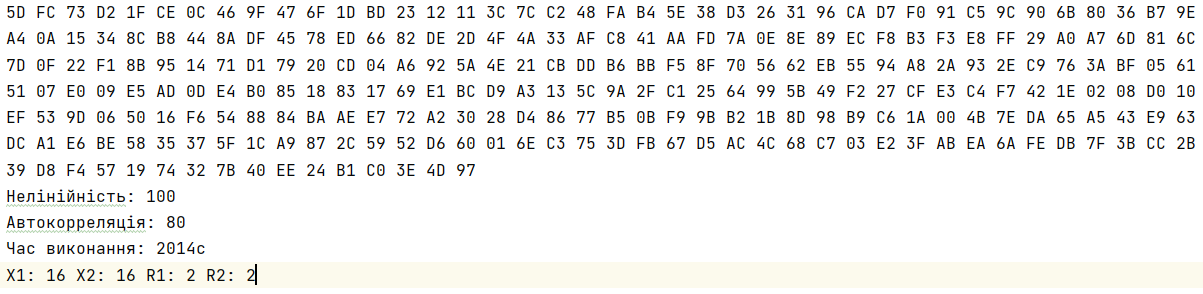 5D FC 73 D2 1F CE 0C 46 9F 47 6F 1D BD 23 12 11 3C 7C C2 48 FA B4 5E 38 D3 26 31 96 CA D7 F0 91 C5 9C 90 6B 80 36 B7 9E
A4 0A 15 34 8C B8 44 8A DF 45 78 ED 66 82 DE 2D 4F 4A 33 AF C8 41 AA FD 7A 0E 8E 89 EC F8 B3 F3 E8 FF 29 A0 A7 6D 81 6C
7D 0F 22 F1 8B 95 14 71 D1 79 20 CD 04 A6 92 5A 4E 21 CB DD B6 BB F5 8F 70 56 62 EB 55 94 A8 2A 93 2E C9 76 3A BF 05 61
51 07 E0 09 E5 AD 0D E4 B0 85 18 83 17 69 E1 BC D9 A3 13 5C 9A 2F C1 25 64 99 5B 49 F2 27 CF E3 C4 F7 42 1E 02 08 D0 10
EF 53 9D 06 50 16 F6 54 88 84 BA AE E7 72 A2 30 28 D4 86 77 B5 0B F9 9B B2 1B 8D 98 B9 C6 1A 00 4B 7E DA 65 A5 43 E9 63
DC A1 E6 BE 58 35 37 5F 1C A9 87 2C 59 52 D6 60 01 6E C3 75 3D FB 67 D5 AC 4C 68 C7 03 E2 3F AB EA 6A FE DB 7F 3B CC 2B
39 D8 F4 57 19 74 32 7B 40 EE 24 B1 C0 3E 4D 97
Нелінійність: 100
Автокорреляція: 80
Час виконання: 2014с
X1: 16 X2: 16 R1: 2 R2: 2